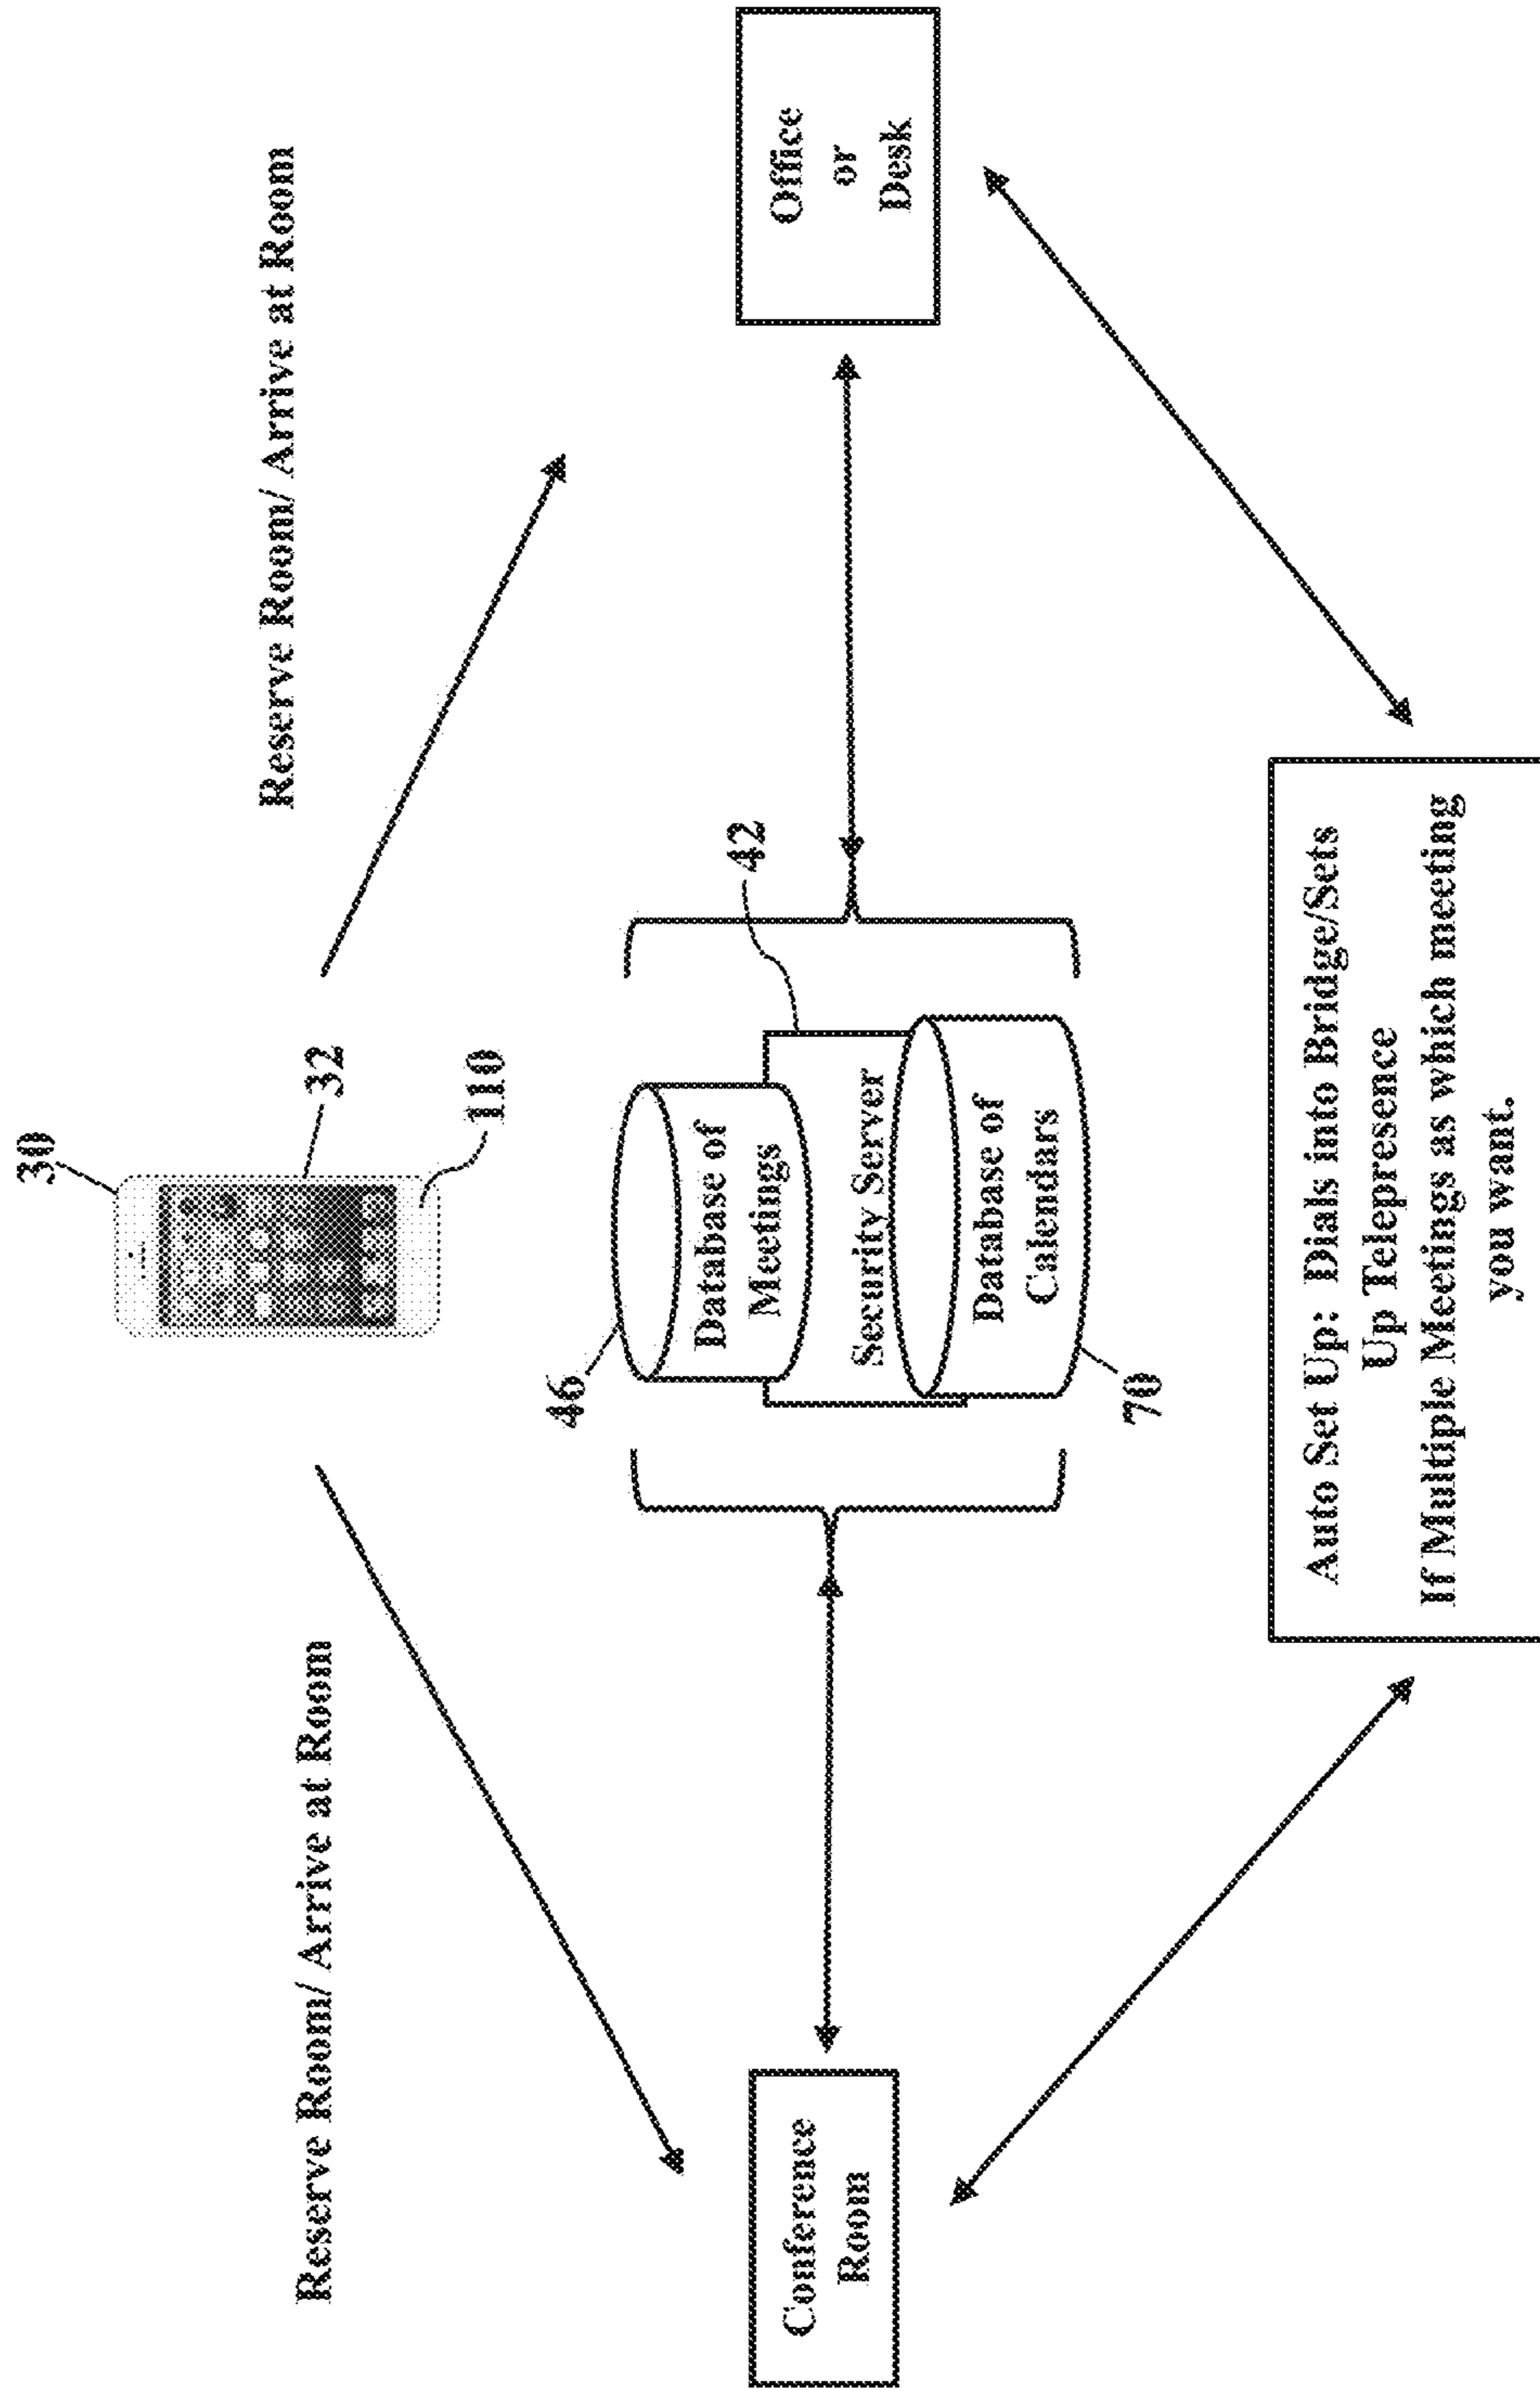 30
32
110
Reserve Room/ Arrive at Room
Reserve Room/ Arrive at Room
46
42
Database of
Meetings
Security Server
Database of
Calendars
70
Conference
Room
Office
or
Desk
Auto Set Up: Dials into Bridge/Sets
Up Telepresence
If Multiple Meetings as which meeting
you want.